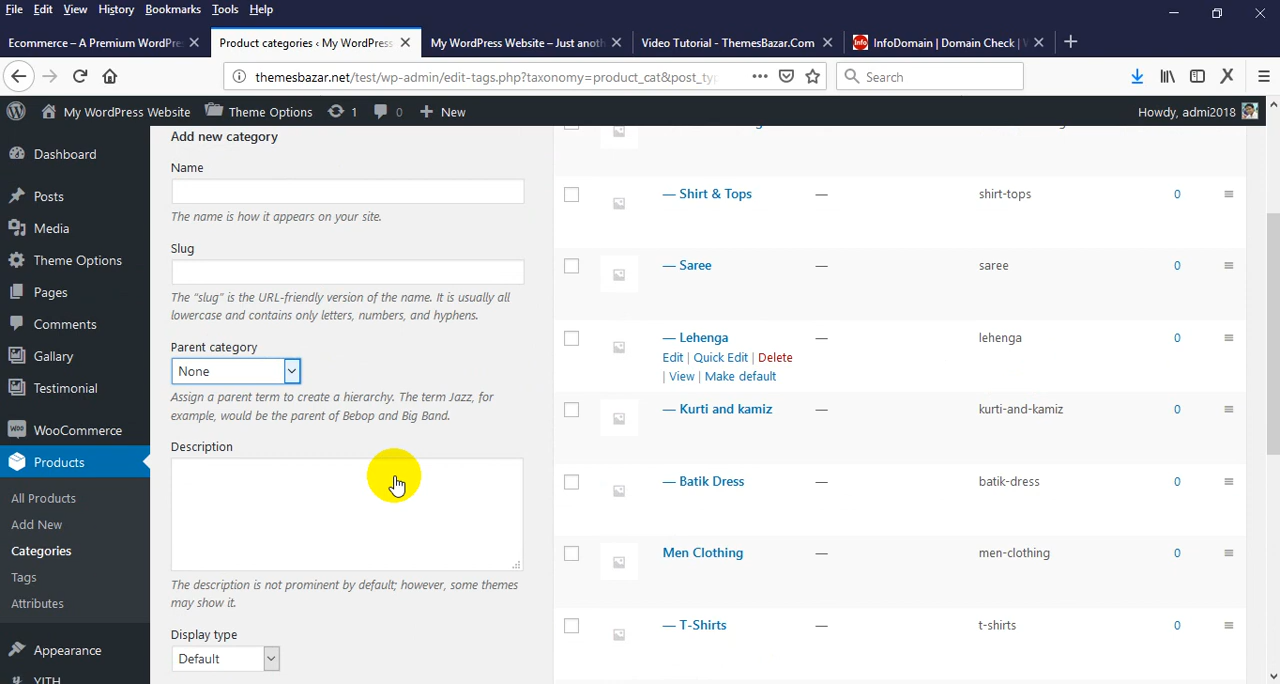 File Edit View History Bookmarks Tools Help
Ecommerce – A Premium WordPre
Product categories ‹ My WordPress
My WordPress Website – Just anoth
Video Tutorial - ThemesBazar.Com
Info InfoDomain | Domain Check |
themesbazar.net/test/wp-admin/edit-tags.php?taxonomy=product_cat&post_ty
Search
My WordPress Website Theme Options 1 0 New Howdy, admi2018
Dashboard
Posts
Media
Theme Options
Pages
Comments
Gallary
Testimonial
Woo WooCommerce
Products
All Products
Add New
Categories
Tags
Attributes
Appearance
YITH
Add new category
Name
The name is how it appears on your site.
Slug
The “slug” is the URL-friendly version of the name. It is usually all
lowercase and contains only letters, numbers, and hyphens.
Parent category
None
Assign a parent term to create a hierarchy. The term Jazz, for
example, would be the parent of Bebop and Big Band.
Description
The description is not prominent by default; however, some themes
may show it.
Display type
Default
— Shirt & Tops — shirt-tops 0
— Saree — saree 0
— Lehenga — lehenga 0
Edit | Quick Edit | Delete
| View | Make default
— Kurti and kamiz — kurti-and-kamiz 0
— Batik Dress — batik-dress 0
Men Clothing — men-clothing 0
— T-Shirts — t-shirts 0